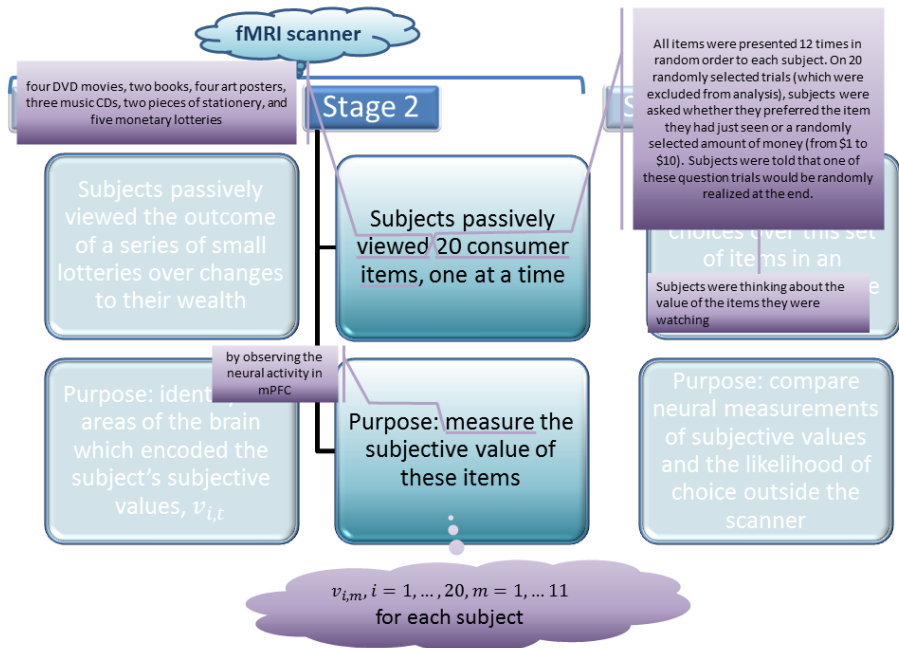 fMRI scanner
four DVD movies, two books, four art posters,
three music CDs, two pieces of stationery, and
five monetary lotteries
Stage 2
All items were presented 12 times in
random order to each subject. On 20
randomly selected trials (which were
excluded from analysis), subjects were
asked whether they preferred the item
they had just seen or a randomly
selected amount of money (from $1 to
$10). Subjects were told that one of
these question trials would be randomly
realized at the end.
Subjects passively
viewed the outcome
of a series of small
lotteries over changes
to their wealth
Subjects passively
viewed 20 consumer
items, one at a time
choices over this set
of items in an
Subjects were thinking about the
value of the items they were
watching
by observing the
neural activity in
mPFC
Purpose:
areas of the brain
which encoded the
subject's subjective
values, 𝑣𝑖,𝑡
Purpose: measure the
subjective value of
these items
Purpose: compare
neural measurements
of subjective values
and the likelihood of
choice outside the
scanner
𝑣𝑖,𝑚, 𝑖 = 1, … , 20, 𝑚 = 1, … 11
for each subject